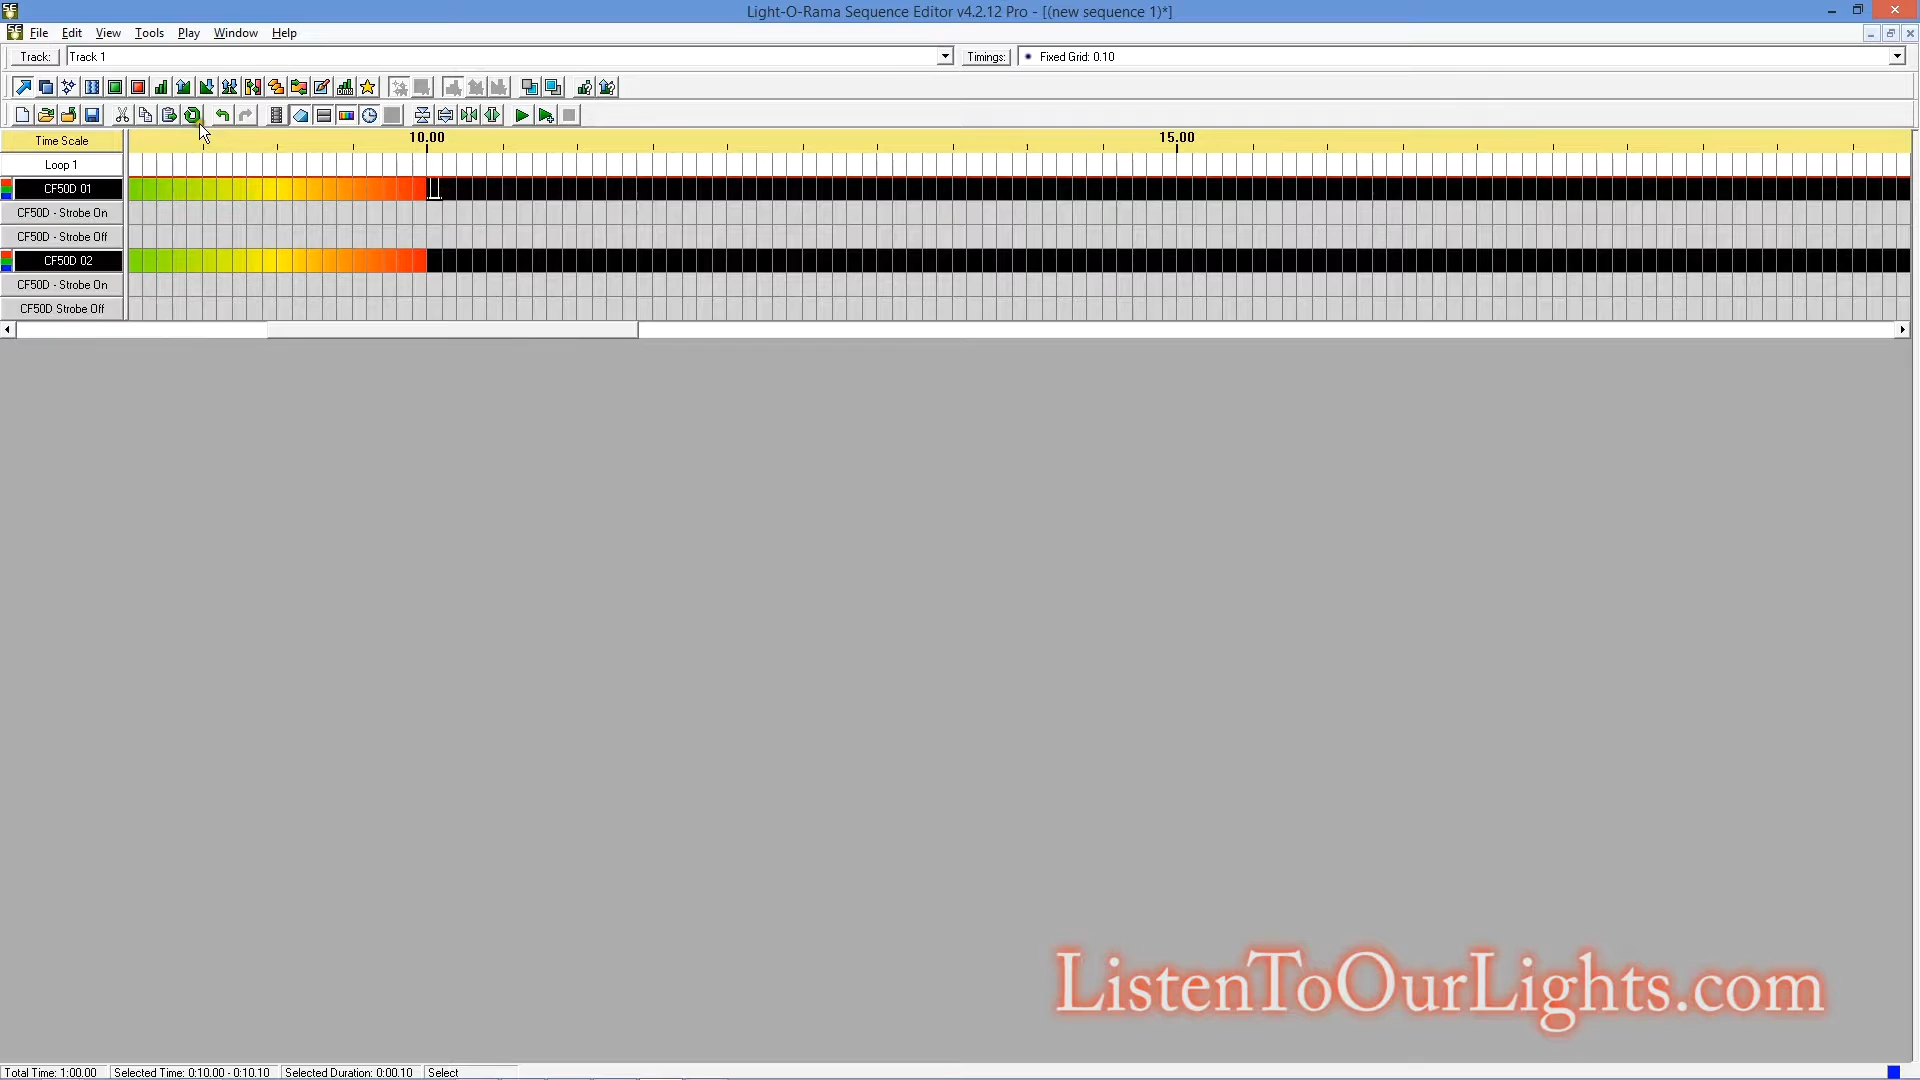 Light-O-Rama Sequence Editor v4.2.12 Pro - [(new sequence 1)*]
File Edit View Tools Play Window Help
Track: Track 1 Timings: Fixed Grid: 0.10
Time Scale 10.00 15.00
Loop 1
CF50D 01
CF50D - Strobe On
CF50D - Strobe Off
CF50D 02
CF50D - Strobe On
CF50D Strobe Off
ListenToOurLights.com
Total Time: 1:00.00 Selected Time: 0:10.00 - 0:10.10 Selected Duration: 0:00.10 Select